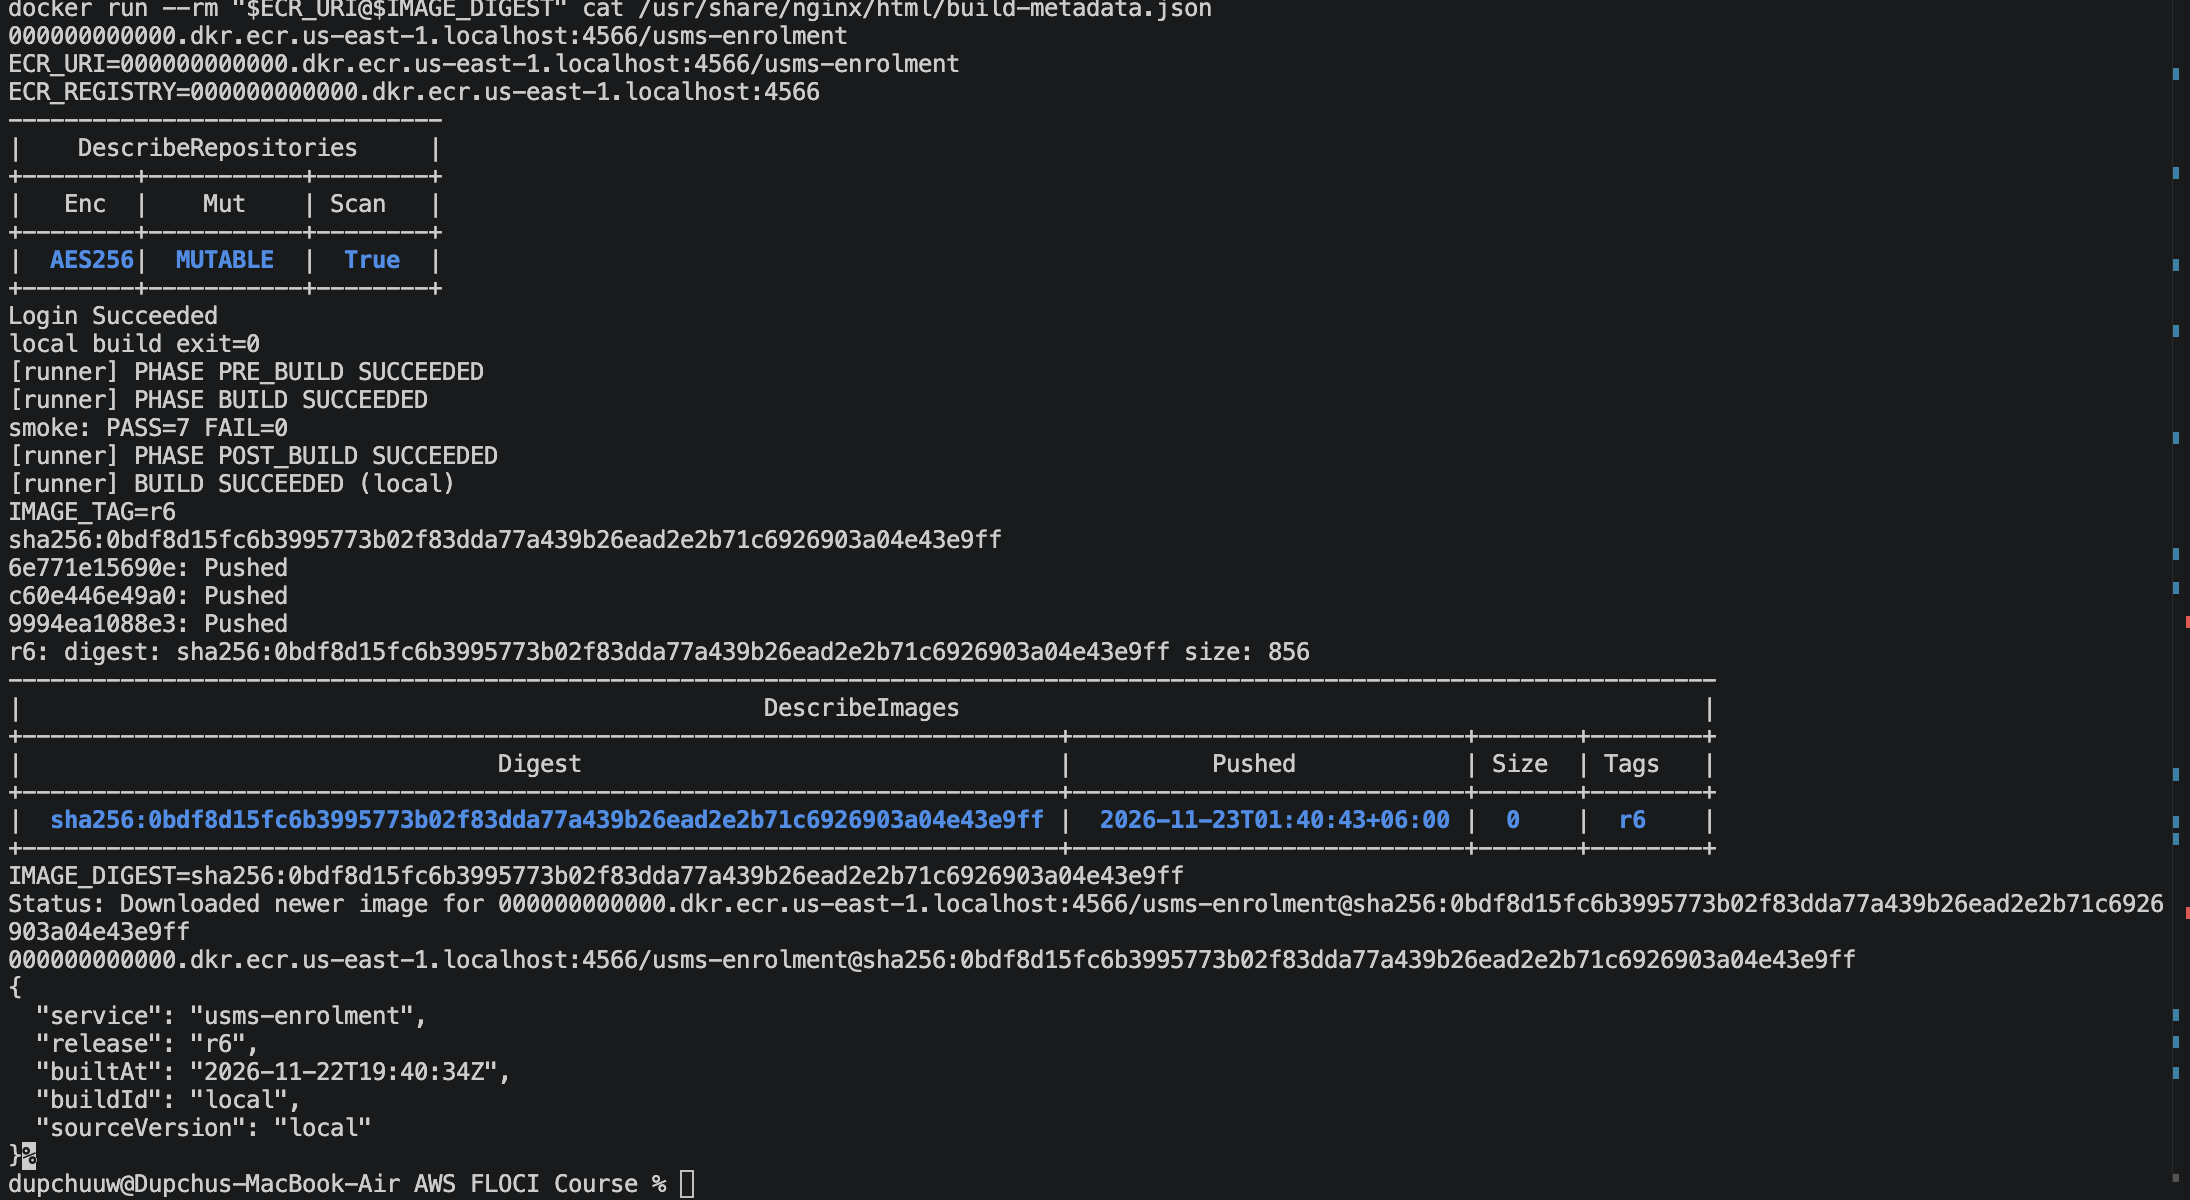 docker run --rm "$ECR_URI@$IMAGE_DIGEST" cat /usr/share/nginx/html/build-metadata.json
000000000000.dkr.ecr.us-east-1.localhost:4566/usms-enrolment
ECR_URI=000000000000.dkr.ecr.us-east-1.localhost:4566/usms-enrolment
ECR_REGISTRY=000000000000.dkr.ecr.us-east-1.localhost:4566
-------------------------------
|    DescribeRepositories     |
+--------+-----------+--------+
|   Enc  |    Mut    | Scan   |
+--------+-----------+--------+
|  AES256|  MUTABLE  |  True  |
+--------+-----------+--------+
Login Succeeded
local build exit=0
[runner] PHASE PRE_BUILD SUCCEEDED
[runner] PHASE BUILD SUCCEEDED
smoke: PASS=7 FAIL=0
[runner] PHASE POST_BUILD SUCCEEDED
[runner] BUILD SUCCEEDED (local)
IMAGE_TAG=r6
sha256:0bdf8d15fc6b3995773b02f83dda77a439b26ead2e2b71c6926903a04e43e9ff
6e771e15690e: Pushed
c60e446e49a0: Pushed
9994ea1088e3: Pushed
r6: digest: sha256:0bdf8d15fc6b3995773b02f83dda77a439b26ead2e2b71c6926903a04e43e9ff size: 856
--------------------------------------------------------------------------------------------------------------------------
|                                                     DescribeImages                                                     |
+--------------------------------------------------------------------------+----------------------------+-------+--------+
|                                  Digest                                  |          Pushed            | Size  | Tags   |
+--------------------------------------------------------------------------+----------------------------+-------+--------+
|  sha256:0bdf8d15fc6b3995773b02f83dda77a439b26ead2e2b71c6926903a04e43e9ff |  2026-11-23T01:40:43+06:00 |  0    |  r6    |
+--------------------------------------------------------------------------+----------------------------+-------+--------+
IMAGE_DIGEST=sha256:0bdf8d15fc6b3995773b02f83dda77a439b26ead2e2b71c6926903a04e43e9ff
Status: Downloaded newer image for 000000000000.dkr.ecr.us-east-1.localhost:4566/usms-enrolment@sha256:0bdf8d15fc6b3995773b02f83dda77a439b26ead2e2b71c6926
903a04e43e9ff
000000000000.dkr.ecr.us-east-1.localhost:4566/usms-enrolment@sha256:0bdf8d15fc6b3995773b02f83dda77a439b26ead2e2b71c6926903a04e43e9ff
{
  "service": "usms-enrolment",
  "release": "r6",
  "builtAt": "2026-11-22T19:40:34Z",
  "buildId": "local",
  "sourceVersion": "local"
}%
dupchuuw@Dupchus-MacBook-Air AWS FLOCI Course %